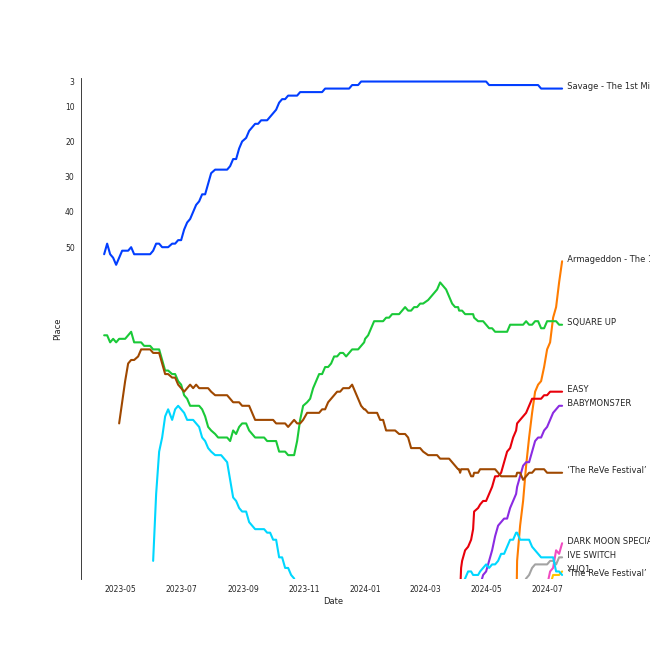 3
10
20
30
40
50
Place
Savage - The 1st Mi
Armageddon - The 1
SQUARE UP
EASY
BABYMONS7ER
'The ReVe Festival'
DARK MOON SPECIA
IVE SWITCH
'The ReVe Festival'
2023-05
2023-07
2023-09
2023-11
2024-01
2024-03
2024-05
2024-07
Date